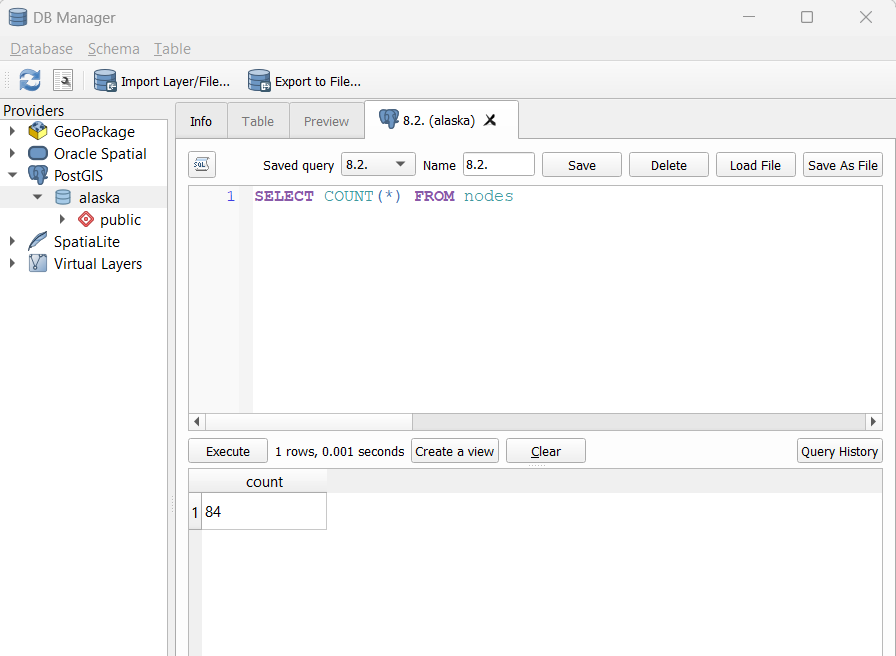 DB Manager
Database Schema Table
Import Layer/File... Export to File...
Providers
GeoPackage
Oracle Spatial
PostGIS
alaska
public
SpatiaLite
Virtual Layers
Info Table Preview 8.2. (alaska)
SQL Saved query 8.2. Name 8.2. Save Delete Load File Save As File
1 SELECT COUNT(*) FROM nodes
Execute 1 rows, 0.001 seconds Create a view Clear Query History
count
1 84